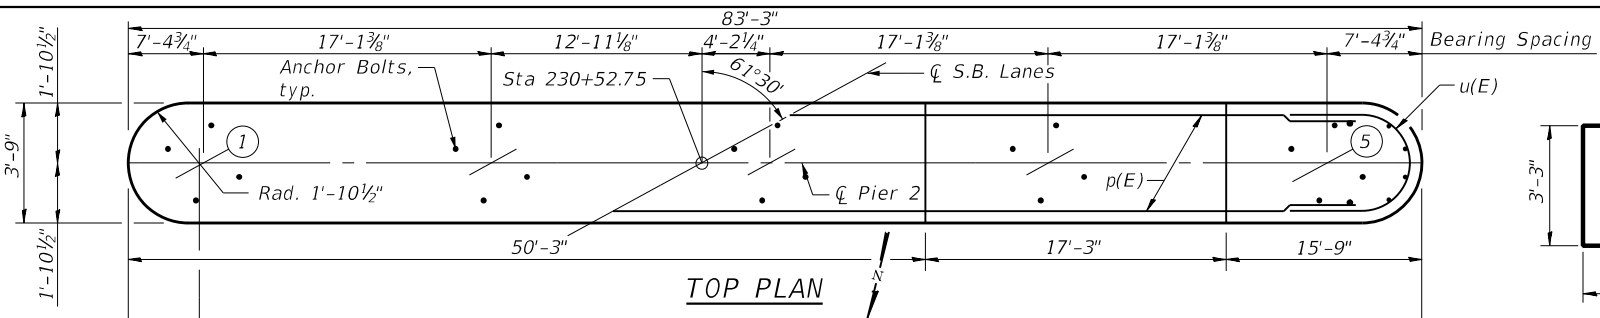 83'-3"
7'-4¾" 17'-1⅜" 12'-11⅛" 4'-2¼" 17'-1⅜" 17'-1⅜" 7'-4¾" Bearing Spacing
1'-10½"
Anchor Bolts,
typ.
Sta 230+52.75
61°30'
℄ S.B. Lanes
u(E)
1
5
3'-9"
3'-3"
Rad. 1'-10½"
℄ Pier 2
p(E)
1'-10½"
50'-3" 17'-3" 15'-9"
N
TOP PLAN